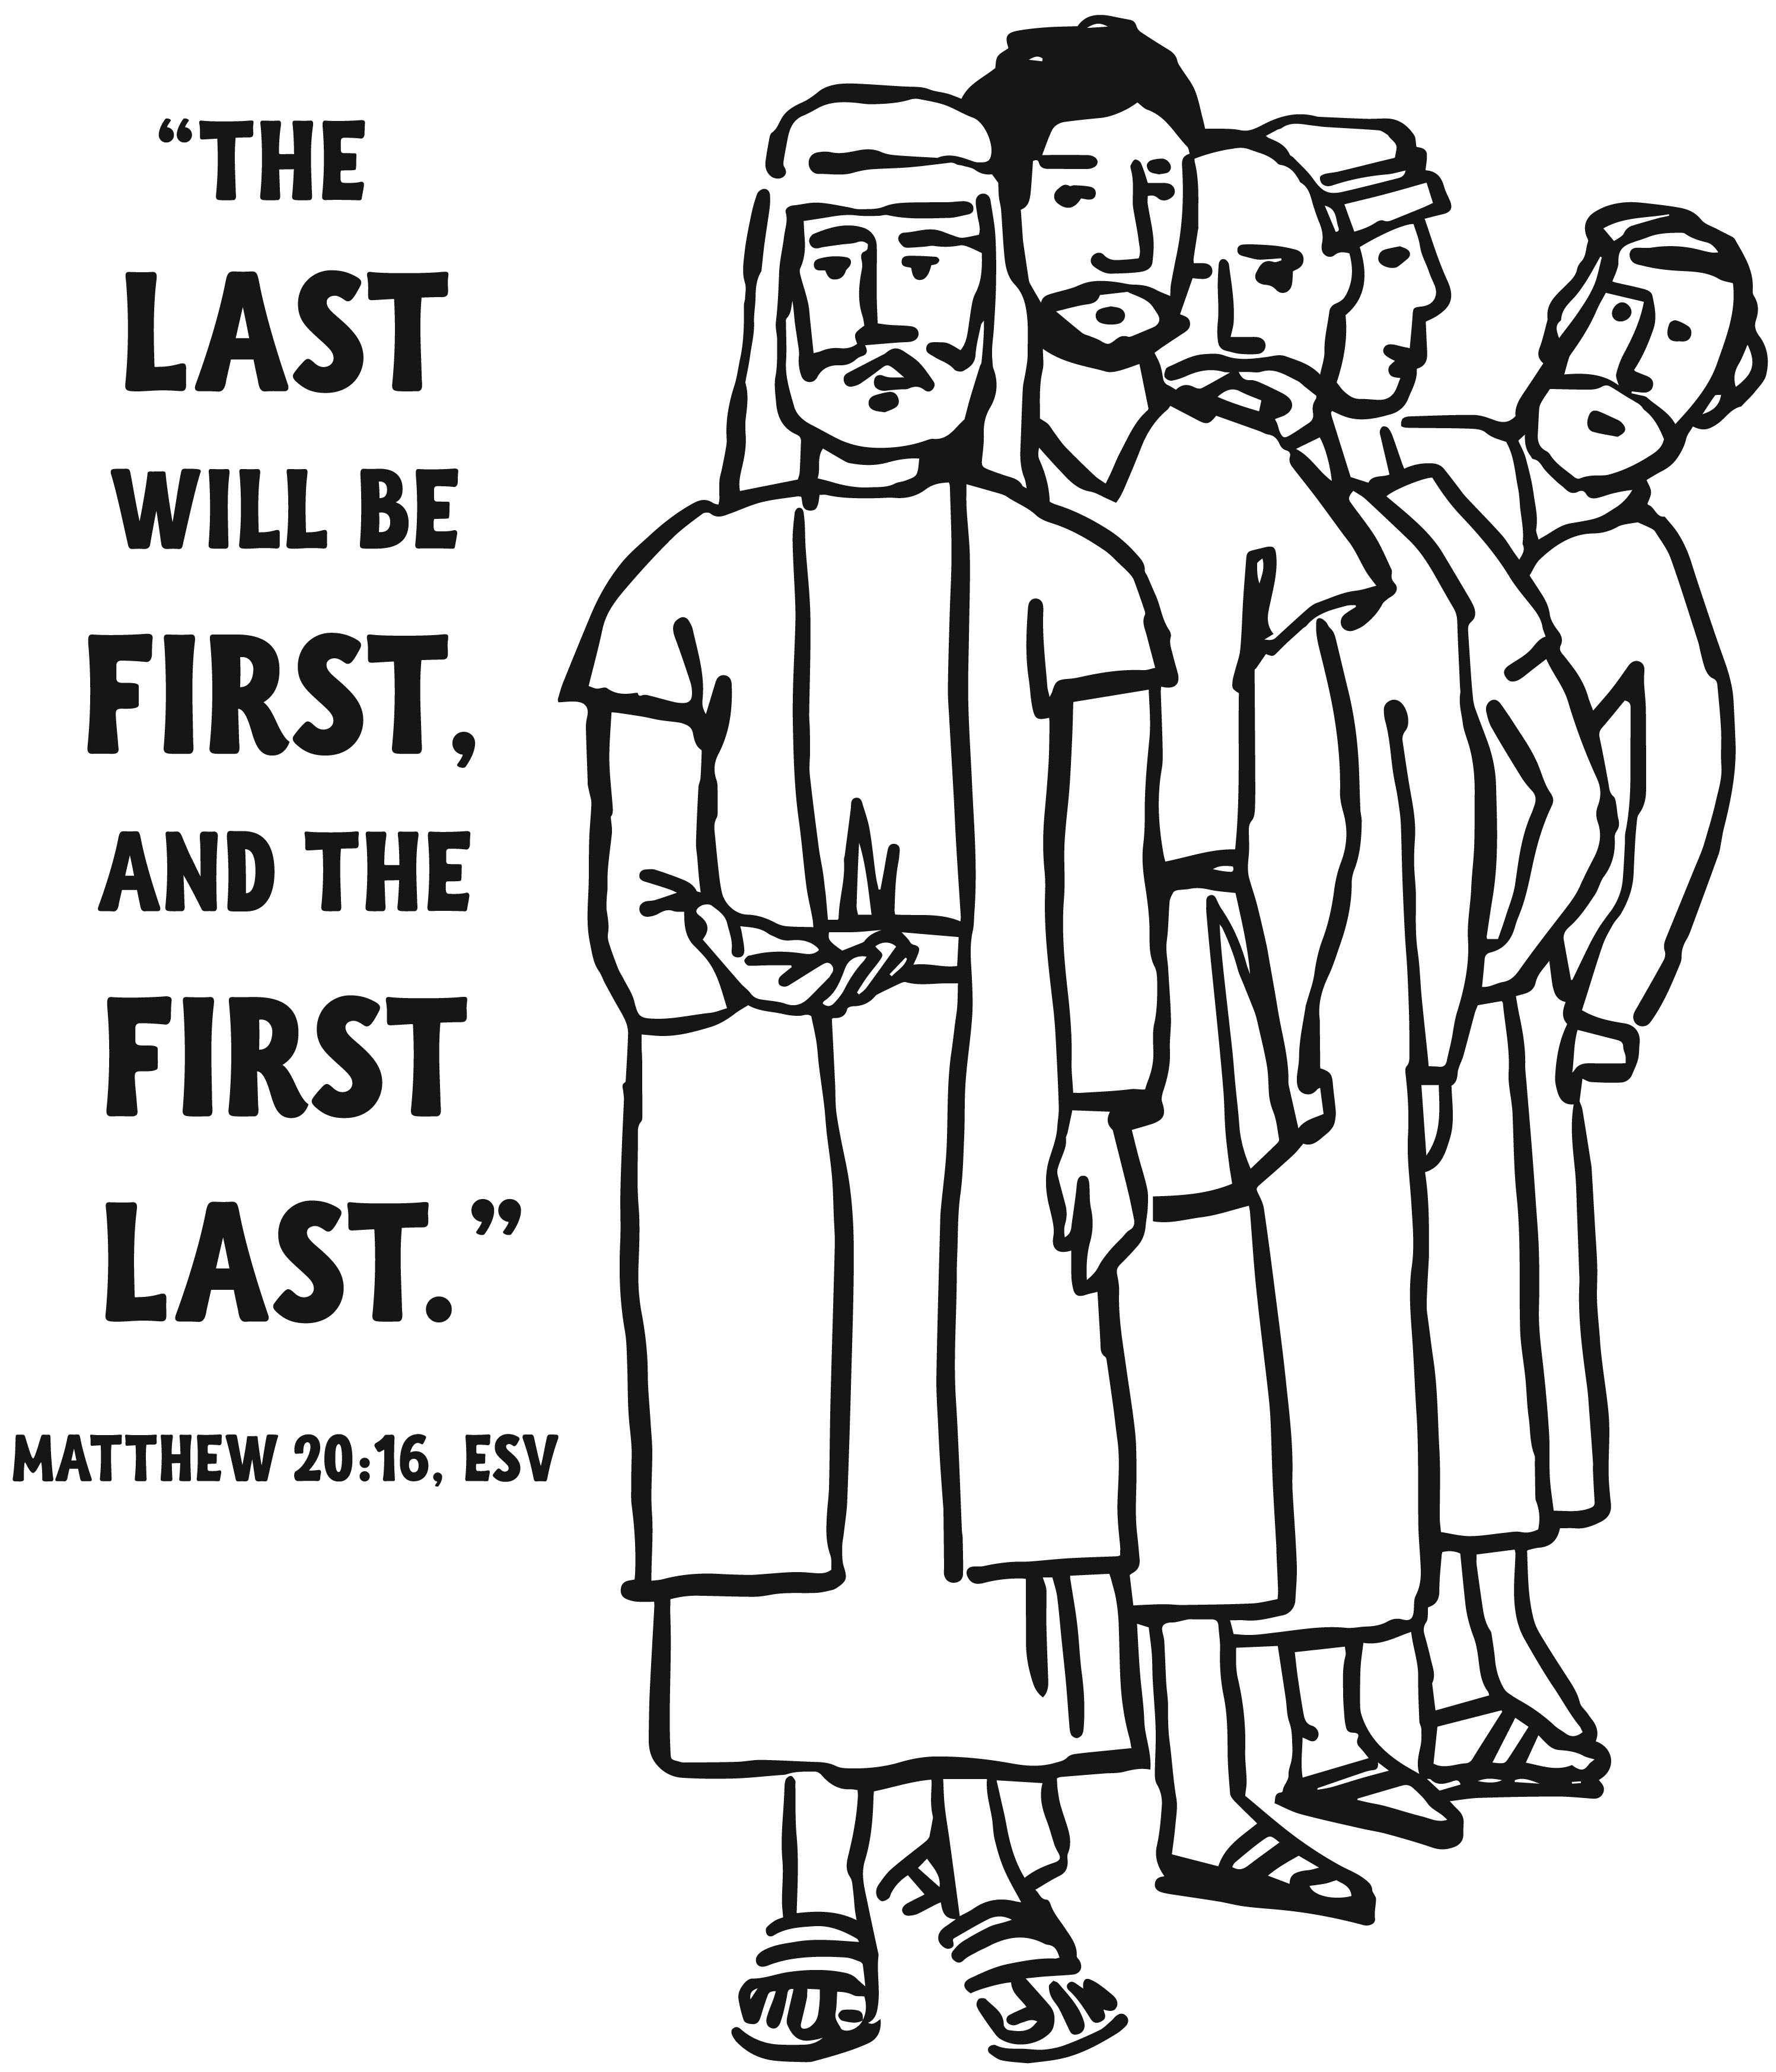 “THE
LAST
WILL BE
FIRST,
AND THE
FIRST
LAST.”
MATTHEW 20:16, ESV